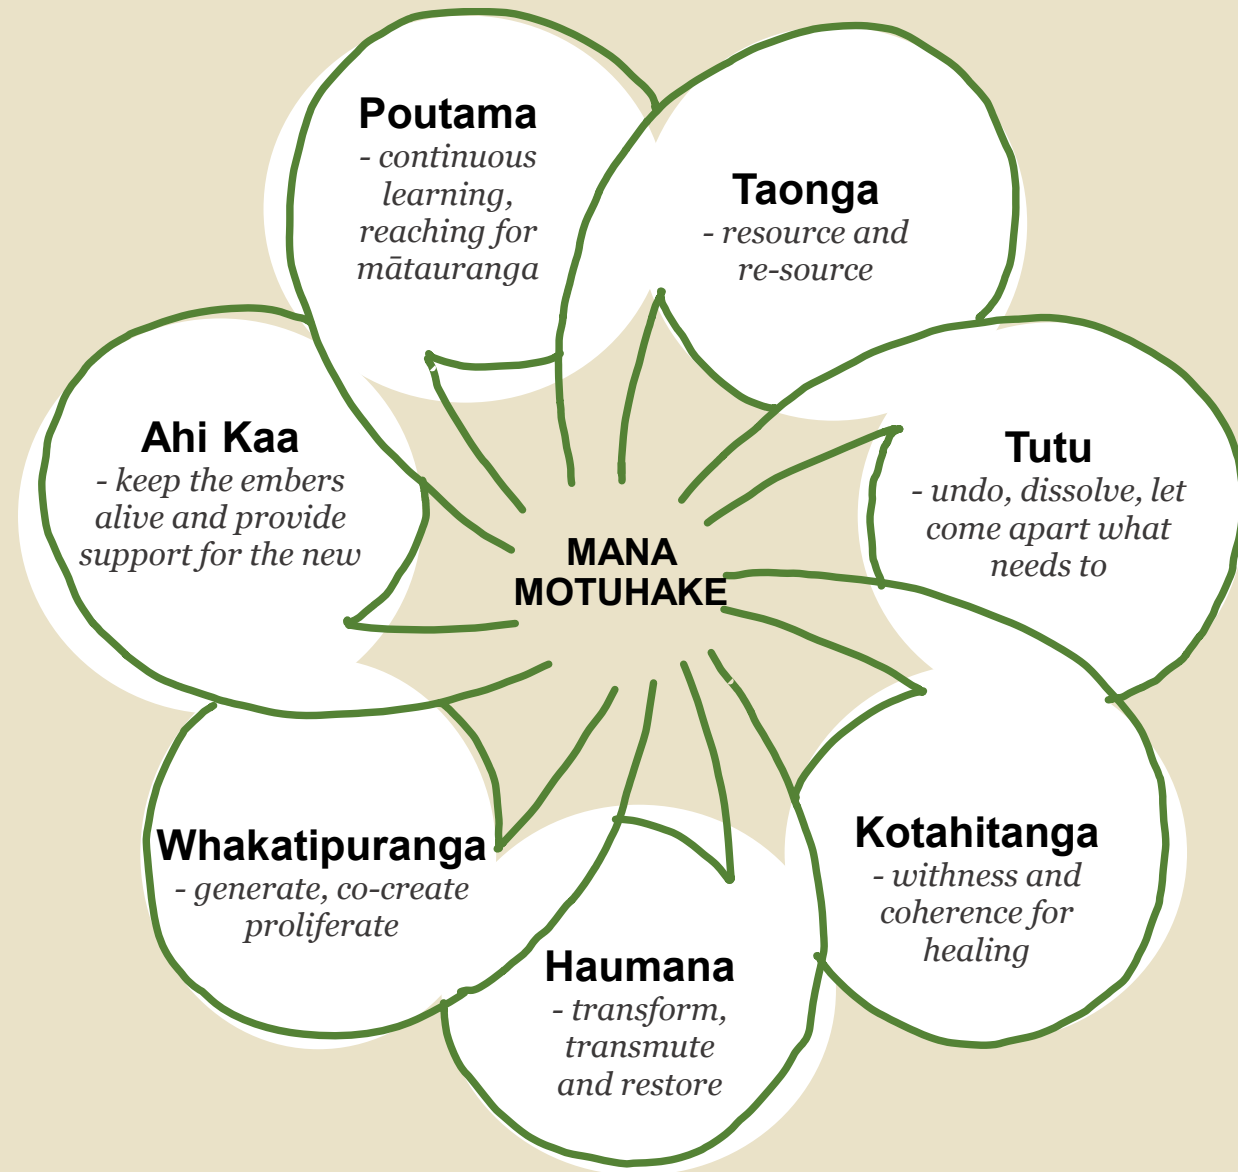 Poutama
- continuous
learning,
reaching for
mātauranga
Taonga
- resource and
re-source
Tutu
- undo, dissolve, let
come apart what
needs to
Kotahitanga
- withness and
coherence for
healing
Haumana
- transform,
transmute
and restore
Whakatipuranga
- generate, co-create
proliferate
Ahi Kaa
- keep the embers
alive and provide
support for the new
MANA
MOTUHAKE